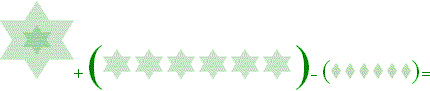 + ( ) - ( ) =